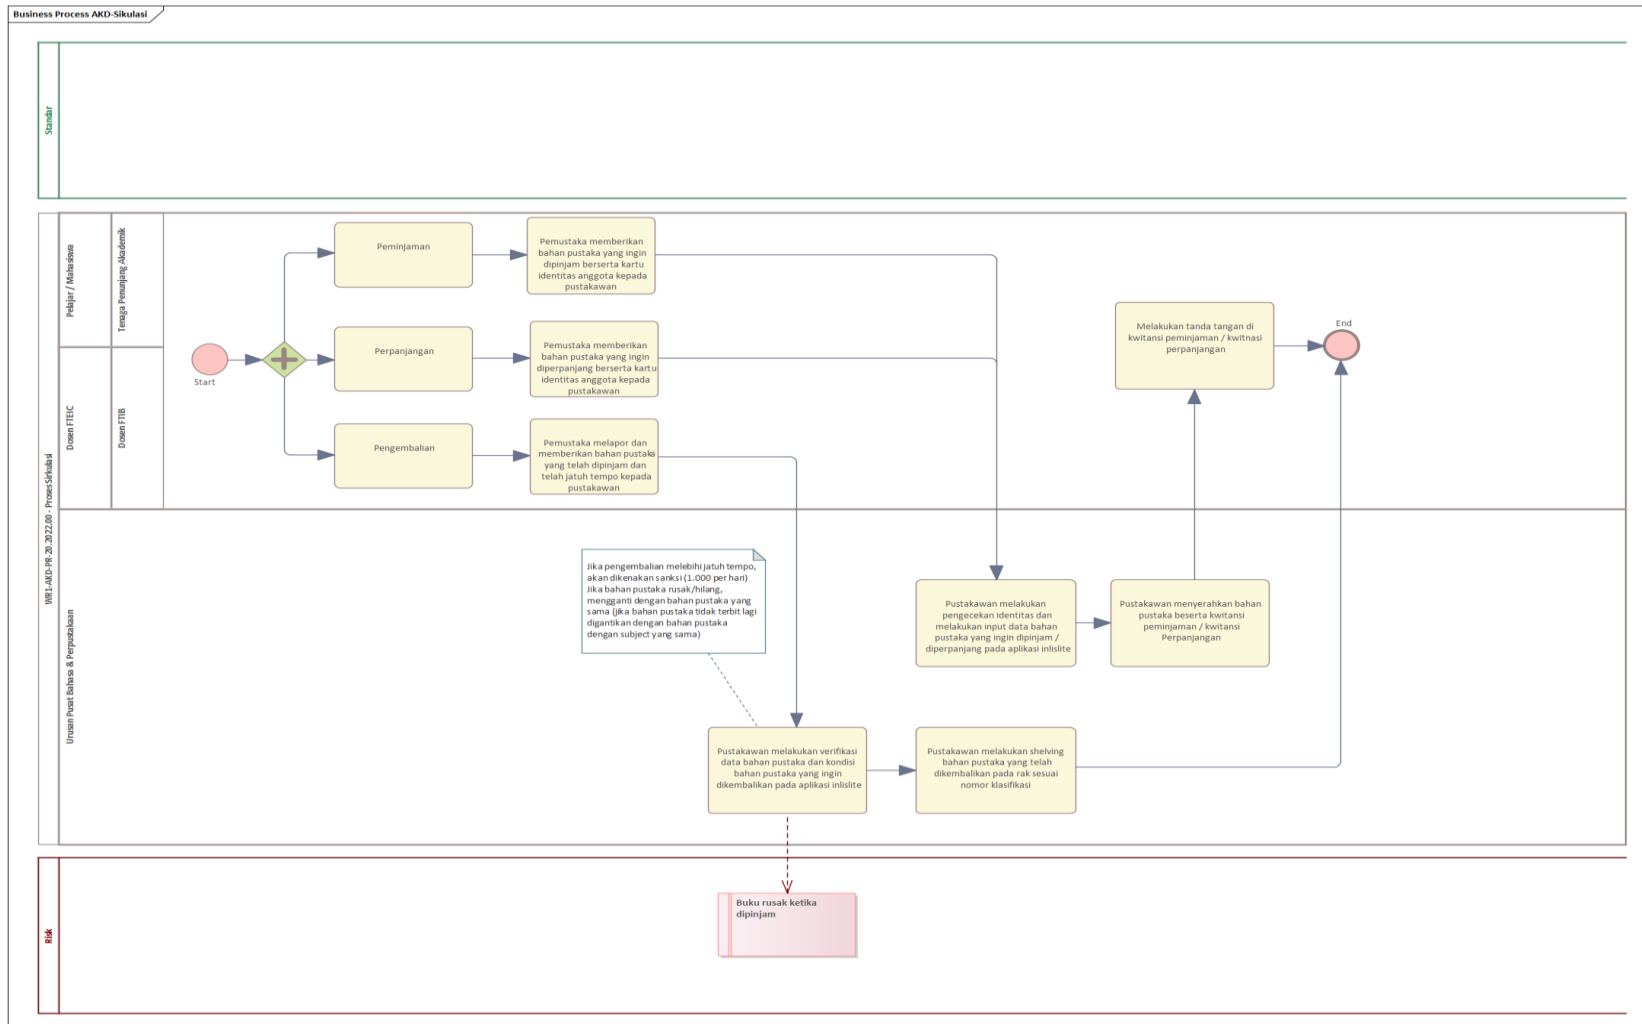 Business Process AKD-Sikulasi
Standar
WR1-AKD-PR-20.2022.00 - Proses Sirkulasi
Pelajar / Mahasiswa
Tenaga Penunjang Akademik
Dosen FTEIC
Dosen FTIB
Start
Peminjaman
Pemustaka memberikan
bahan pustaka yang ingin
dipinjam berserta kartu
identitas anggota kepada
pustakawan
Perpanjangan
Pemustaka memberikan
bahan pustaka yang ingin
diperpanjang berserta kartu
identitas anggota kepada
pustakawan
Pengembalian
Pemustaka melapor dan
memberikan bahan pustaka
yang telah dipinjam dan
telah jatuh tempo kepada
pustakawan
Melakukan tanda tangan di
kwitansi peminjaman / kwitnasi
perpanjangan
End
Urusan Pusat Bahasa & Perpustakaan
Jika pengembalian melebihi jatuh tempo,
akan dikenakan sanksi (1.000 per hari)
Jika bahan pustaka rusak/hilang,
mengganti dengan bahan pustaka yang
sama (jika bahan pustaka tidak terbit lagi
digantikan dengan bahan pustaka
dengan subject yang sama)
Pustakawan melakukan
pengecekan identitas dan
melakukan input data bahan
pustaka yang ingin dipinjam /
diperpanjang pada aplikasi inlislite
Pustakawan menyerahkan bahan
pustaka beserta kwitansi
peminjaman / kwitansi
Perpanjangan
Pustakawan melakukan verifikasi
data bahan pustaka dan kondisi
bahan pustaka yang ingin
dikembalikan pada aplikasi inlislite
Pustakawan melakukan shelving
bahan pustaka yang telah
dikembalikan pada rak sesuai
nomor klasifikasi
Risk
Buku rusak ketika
dipinjam